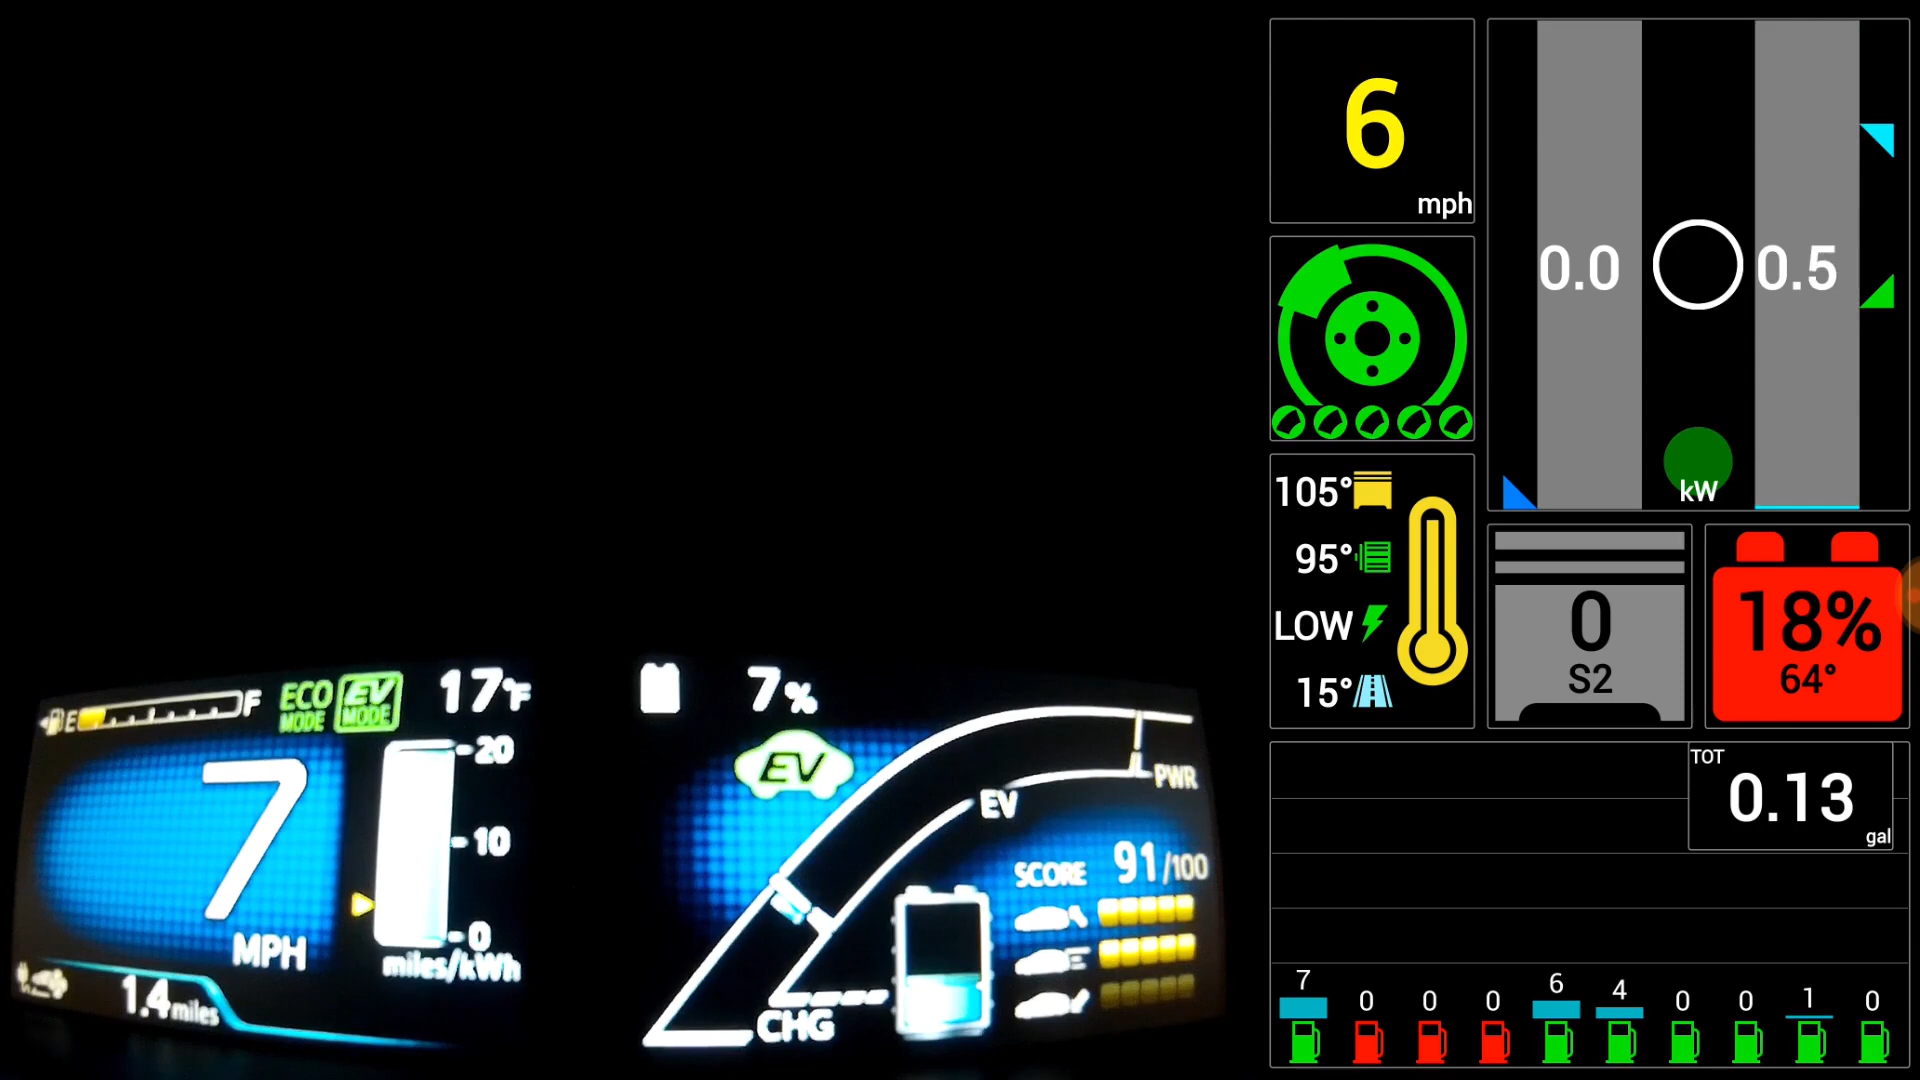 6
mph
0.0
0.5
kW
105°
95°
LOW
15°
0
S2
18%
64°
TOT
0.13
gal
7
0
0
0
6
4
0
0
1
0
E
F
ECO
MODE
EV
MODE
17°F
7
MPH
20
10
0
miles/kWh
1.4 miles
7%
EV
PWR
EV
SCORE 91/100
CHG